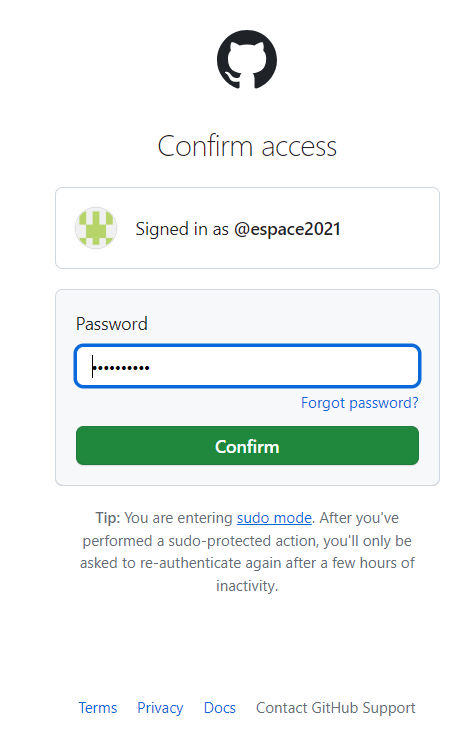 Confirm access
Signed in as @espace2021
Password
••••••••••
Forgot password?
Confirm
Tip: You are entering sudo mode. After you've
performed a sudo-protected action, you'll only be
asked to re-authenticate again after a few hours of
inactivity.
Terms Privacy Docs Contact GitHub Support